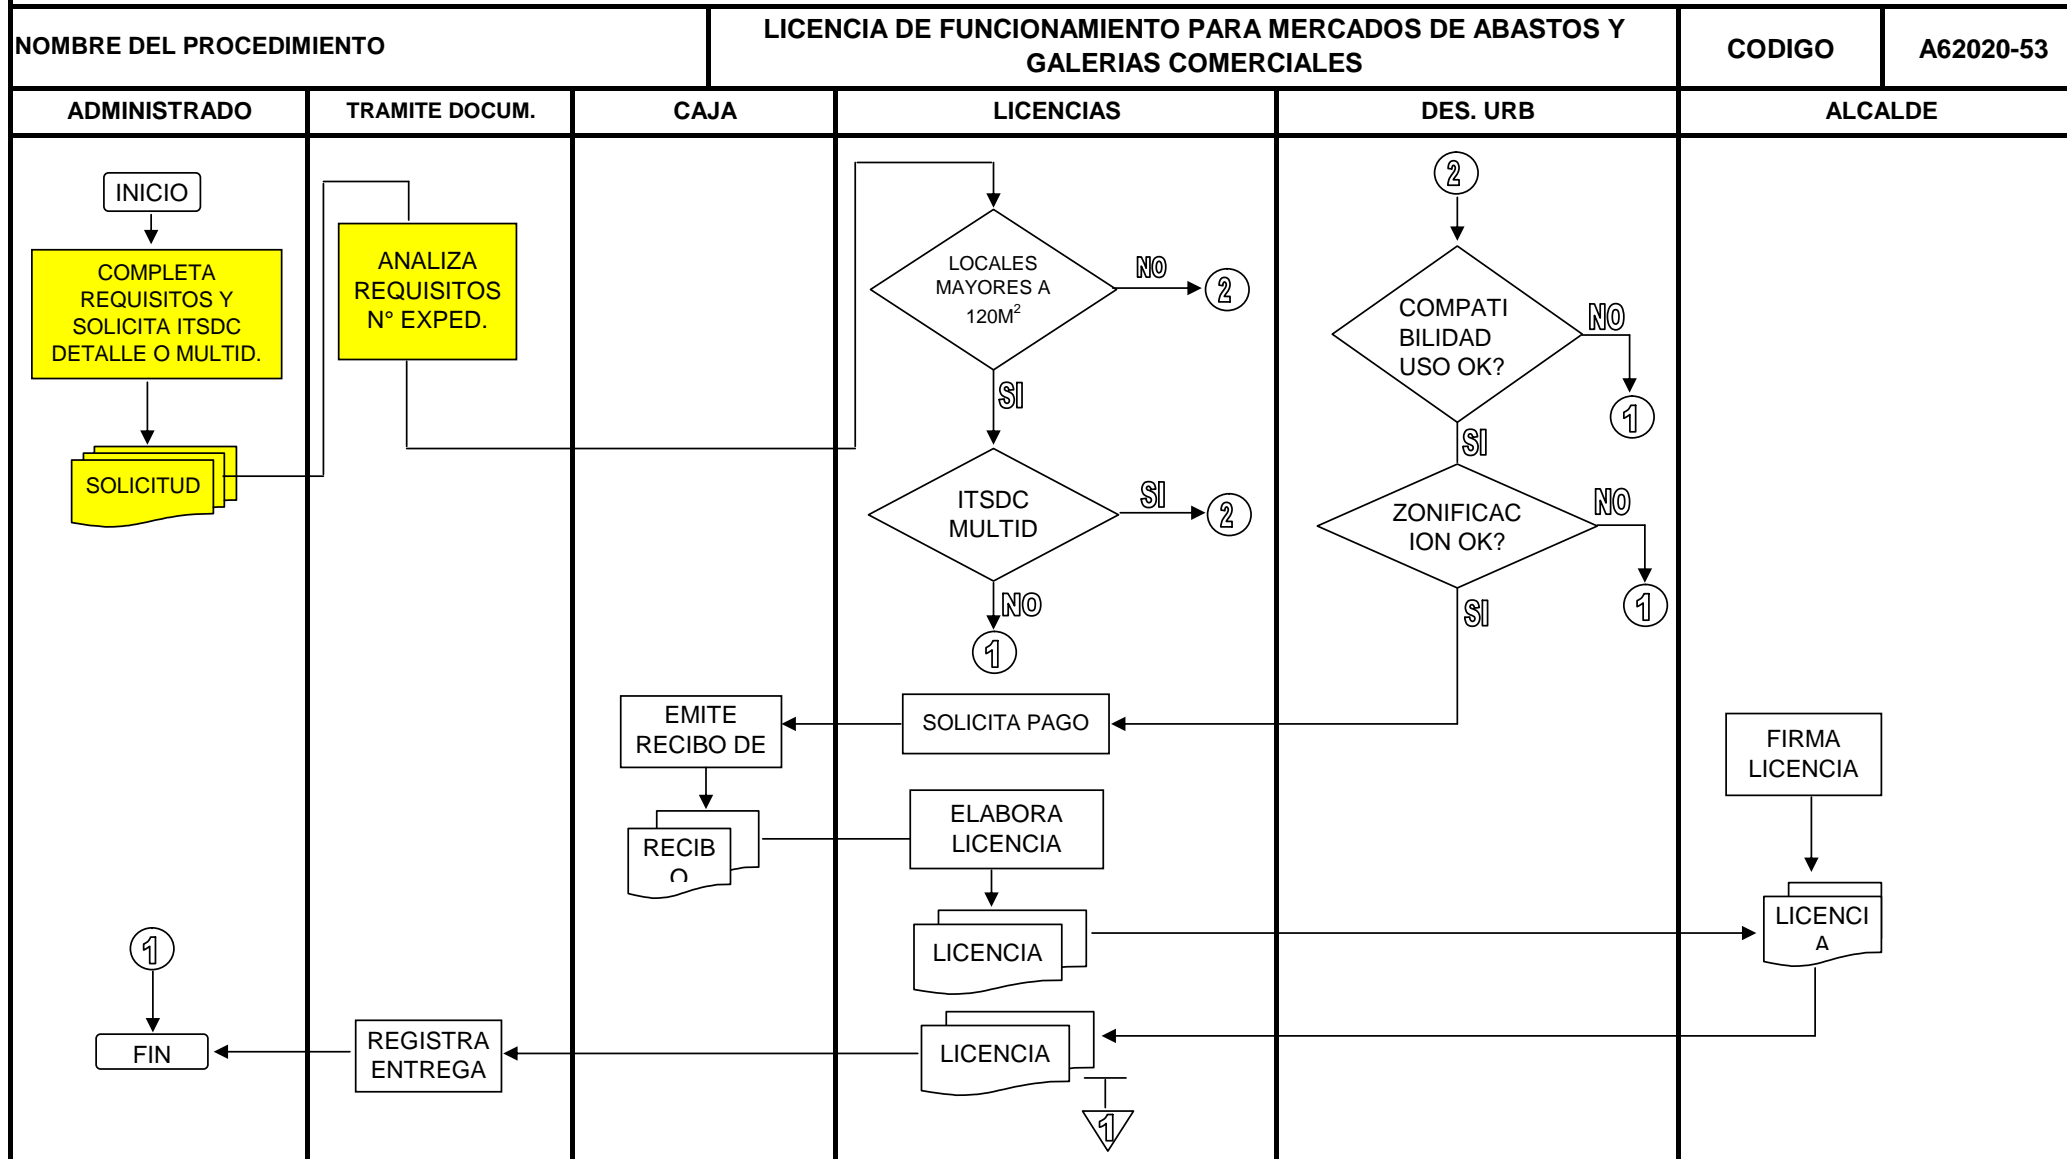 NOMBRE DEL PROCEDIMIENTO
LICENCIA DE FUNCIONAMIENTO PARA MERCADOS DE ABASTOS Y
GALERIAS COMERCIALES
CODIGO
A62020-53
ADMINISTRADO
TRAMITE DOCUM.
CAJA
LICENCIAS
DES. URB
ALCALDE
INICIO
COMPLETA
REQUISITOS Y
SOLICITA ITSDC
DETALLE O MULTID.
SOLICITUD
ANALIZA
REQUISITOS
N° EXPED.
LOCALES
MAYORES A
120M²
NO
2
SI
ITSDC
MULTID
SI
2
NO
1
2
COMPATI
BILIDAD
USO OK?
NO
1
SI
ZONIFICAC
ION OK?
NO
1
SI
SOLICITA PAGO
EMITE
RECIBO DE
RECIB
O
ELABORA
LICENCIA
LICENCIA
FIRMA
LICENCIA
LICENCI
A
LICENCIA
1
REGISTRA
ENTREGA
1
FIN